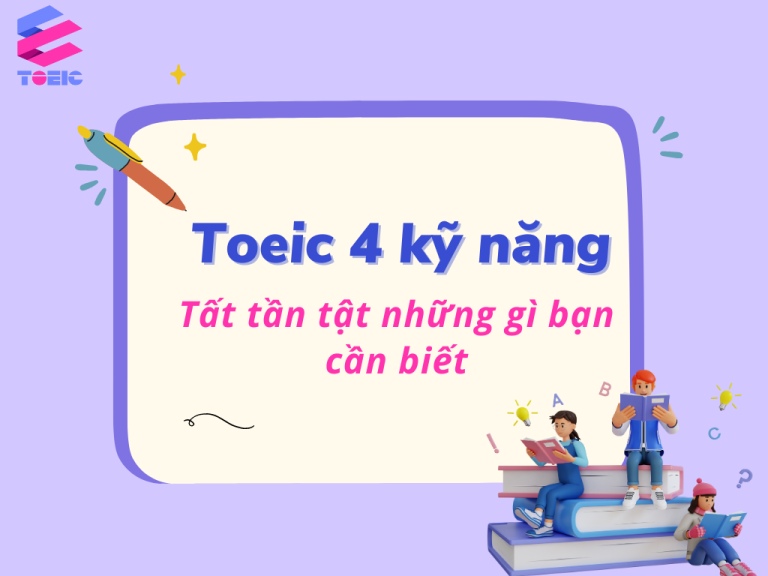 TOEIC
Toeic 4 kỹ năng
Tất tần tật những gì bạn
cần biết
A
B
C
!
?